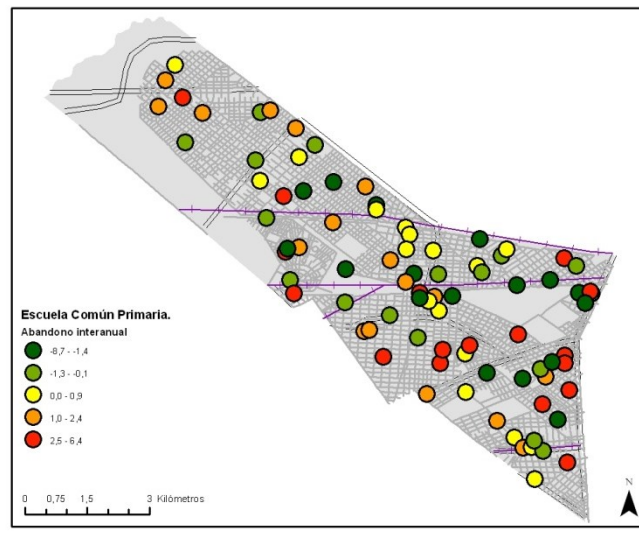 Escuela Común Primaria.
Abandono interanual
-8,7 - -1,4
-1,3 - -0,1
0,0 - 0,9
1,0 - 2,4
2,5 - 6,4
0 0,75 1,5 3 Kilómetros
N